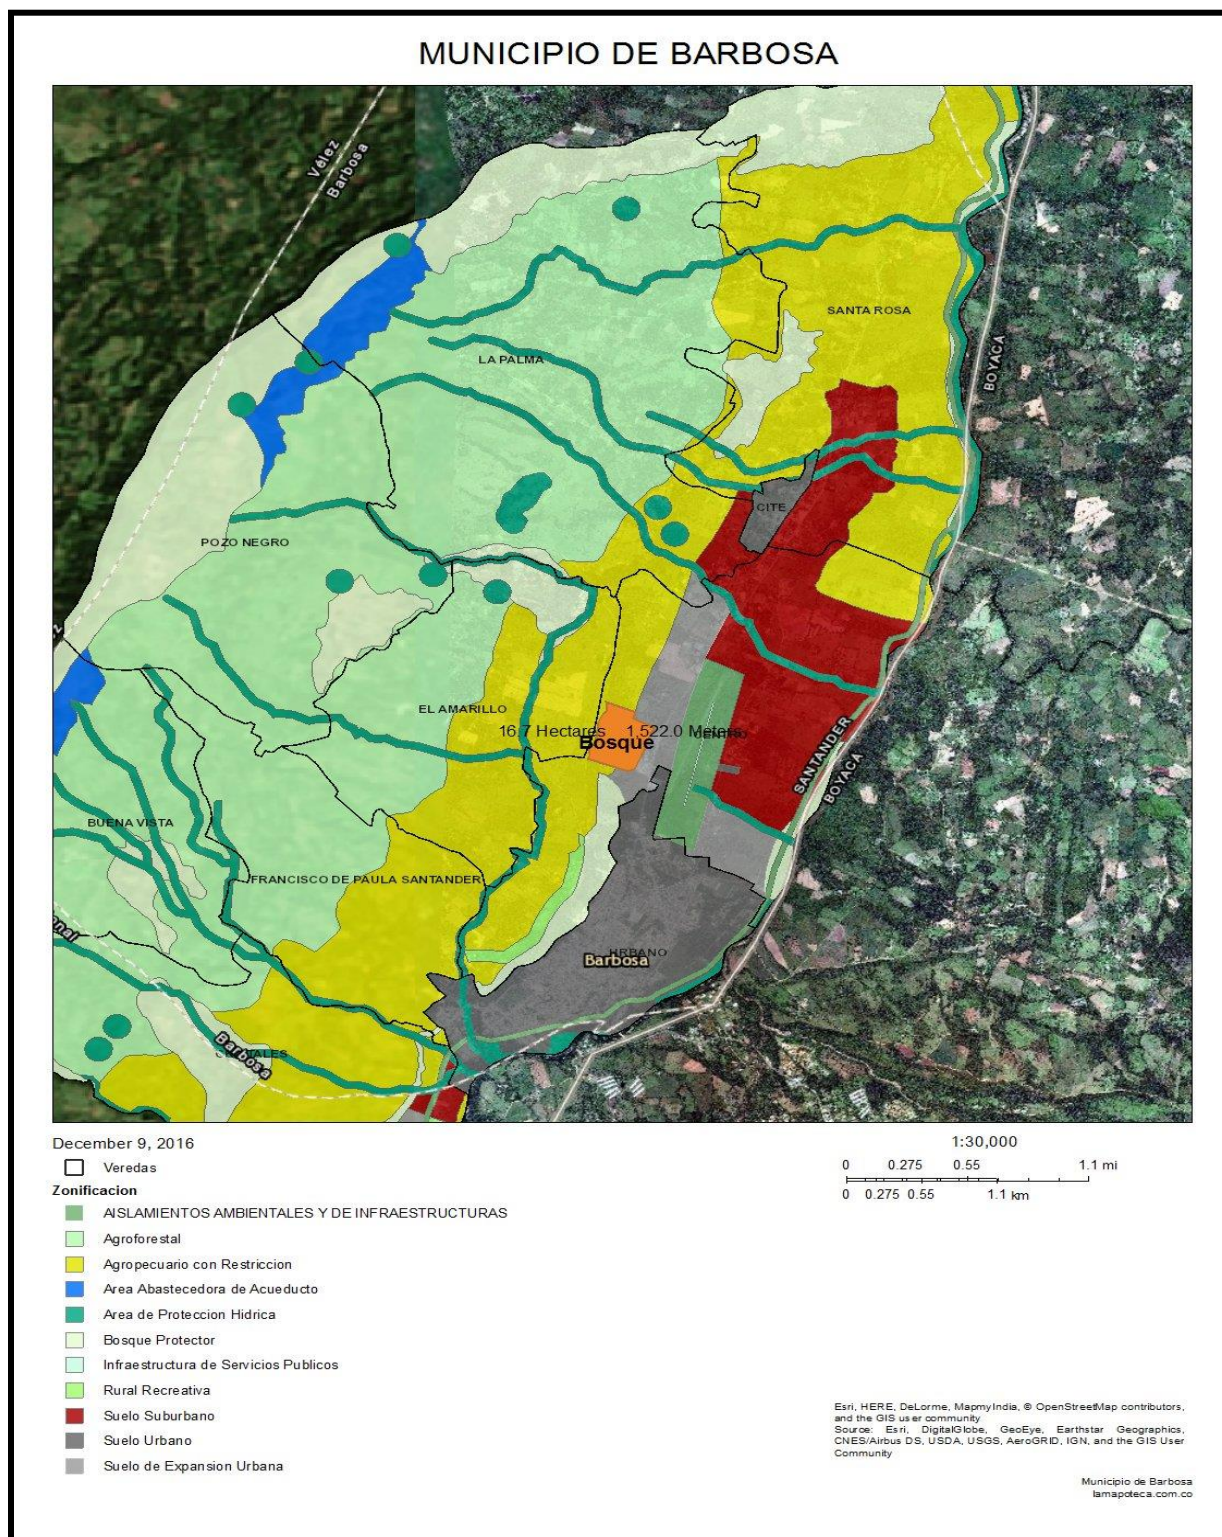 MUNICIPIO DE BARBOSA
Vélez
Barbosa
SANTA ROSA
BOYACÁ
LA PALMA
CITE
POZO NEGRO
EL AMARILLO
16.7 Hectares 1,522.0 Meters
Bosque
SANTANDER
BOYACÁ
BUENA VISTA
FRANCISCO DE PAULA SANTANDER
Barbosa
Barbosa
December 9, 2016
1:30,000
Veredas
0 0.275 0.55 1.1 mi
0 0.275 0.55 1.1 km
Zonificacion
AISLAMIENTOS AMBIENTALES Y DE INFRAESTRUCTURAS
Agroforestal
Agropecuario con Restriccion
Area Abastecedora de Acueducto
Area de Proteccion Hidrica
Bosque Protector
Infraestructura de Servicios Publicos
Rural Recreativa
Suelo Suburbano
Suelo Urbano
Suelo de Expansion Urbana
Esri, HERE, DeLorme, MapmyIndia, © OpenStreetMap contributors,
and the GIS user community
Source: Esri, DigitalGlobe, GeoEye, Earthstar Geographics,
CNES/Airbus DS, USDA, USGS, AeroGRID, IGN, and the GIS User
Community
Municipio de Barbosa
lamapoteca.com.co